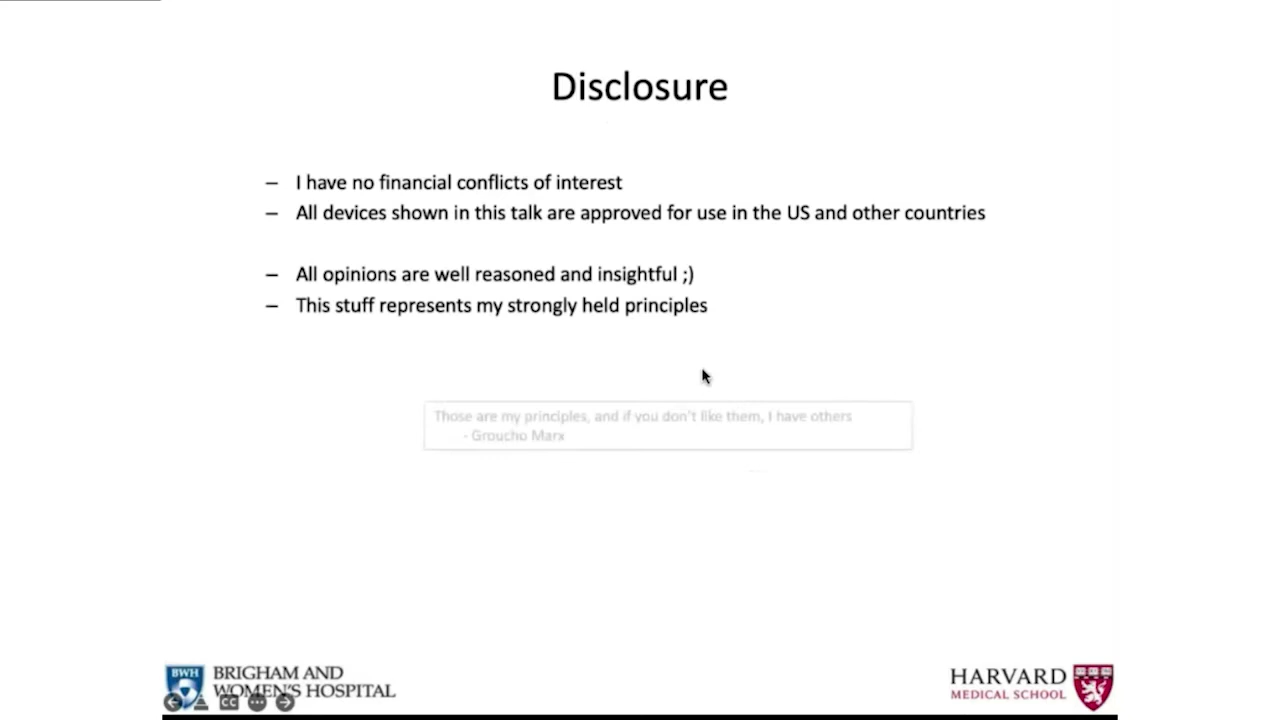 Disclosure
– I have no financial conflicts of interest
– All devices shown in this talk are approved for use in the US and other countries
– All opinions are well reasoned and insightful ;)
– This stuff represents my strongly held principles
Those are my principles, and if you don't like them, I have others
- Groucho Marx
BWH
BRIGHAM AND
WOMEN'S HOSPITAL
CC
HARVARD
MEDICAL SCHOOL